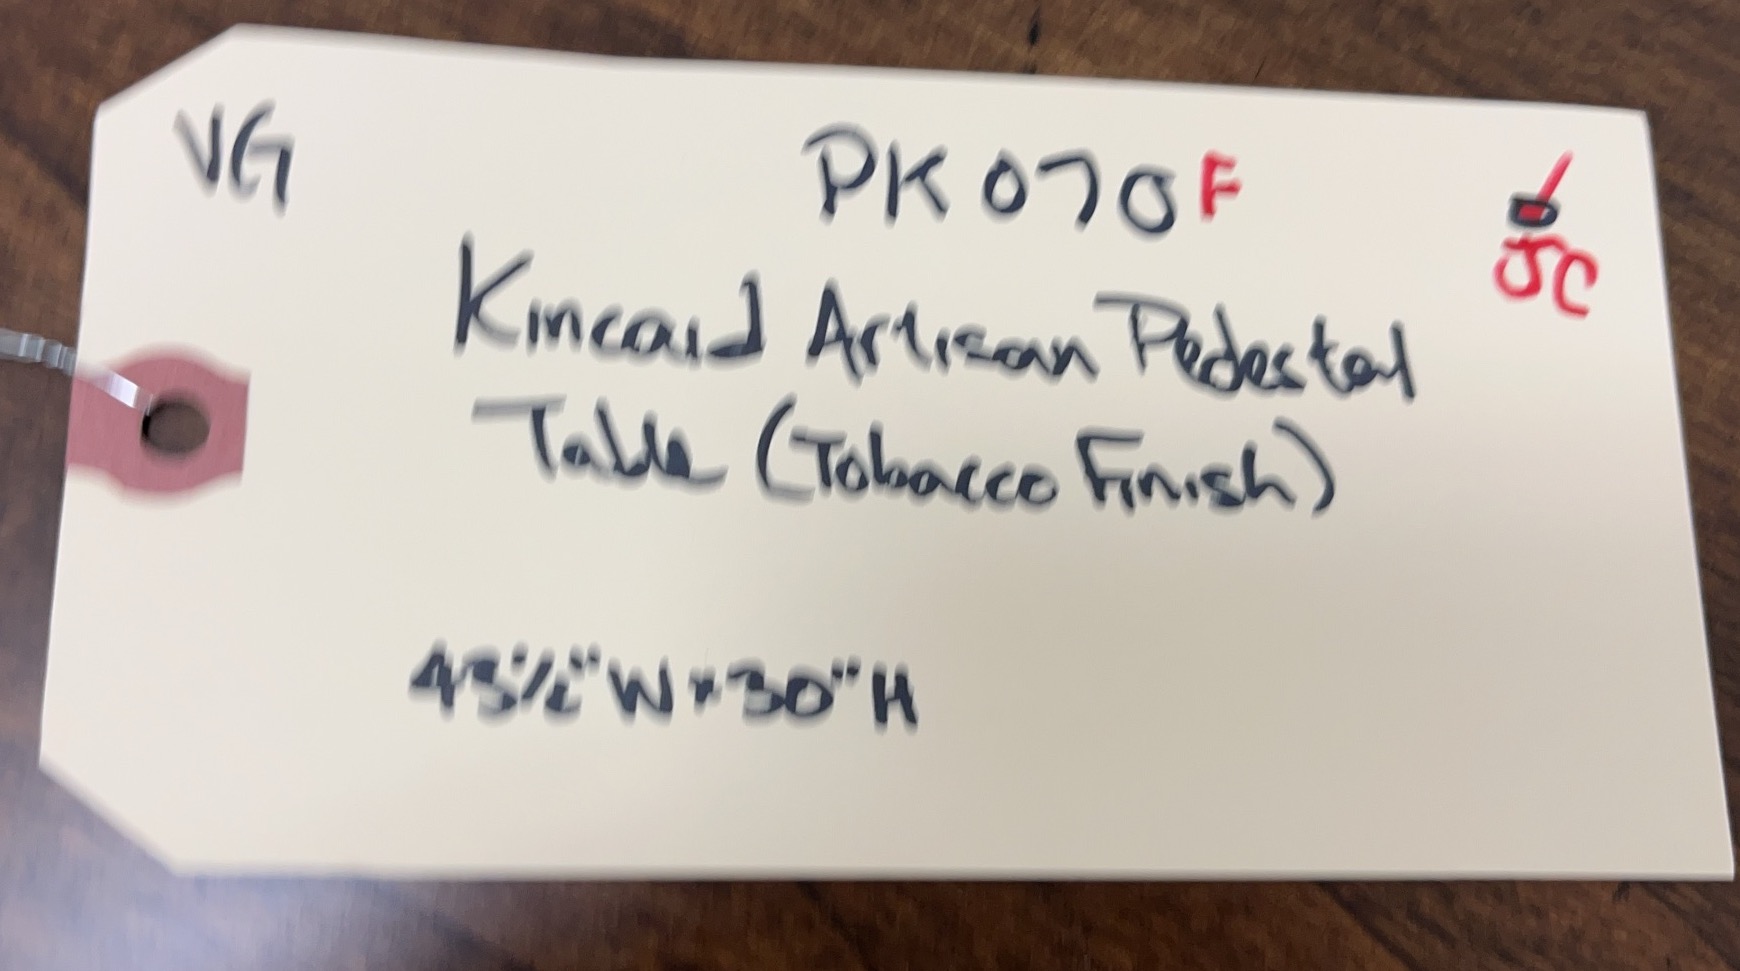 VG
PK070F
JC
Kincaid Artisan Pedestal
Table (Tobacco Finish)
43½" W x 30" H